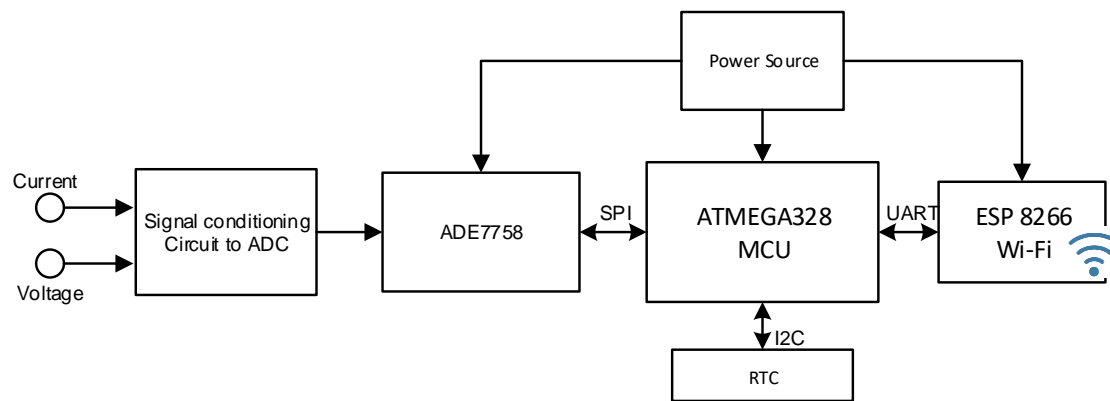 Power Source
Current
Signal conditioning
Circuit to ADC
Voltage
ADE7758
SPI
ATMEGA328
MCU
UART
ESP 8266
Wi-Fi
I2C
RTC